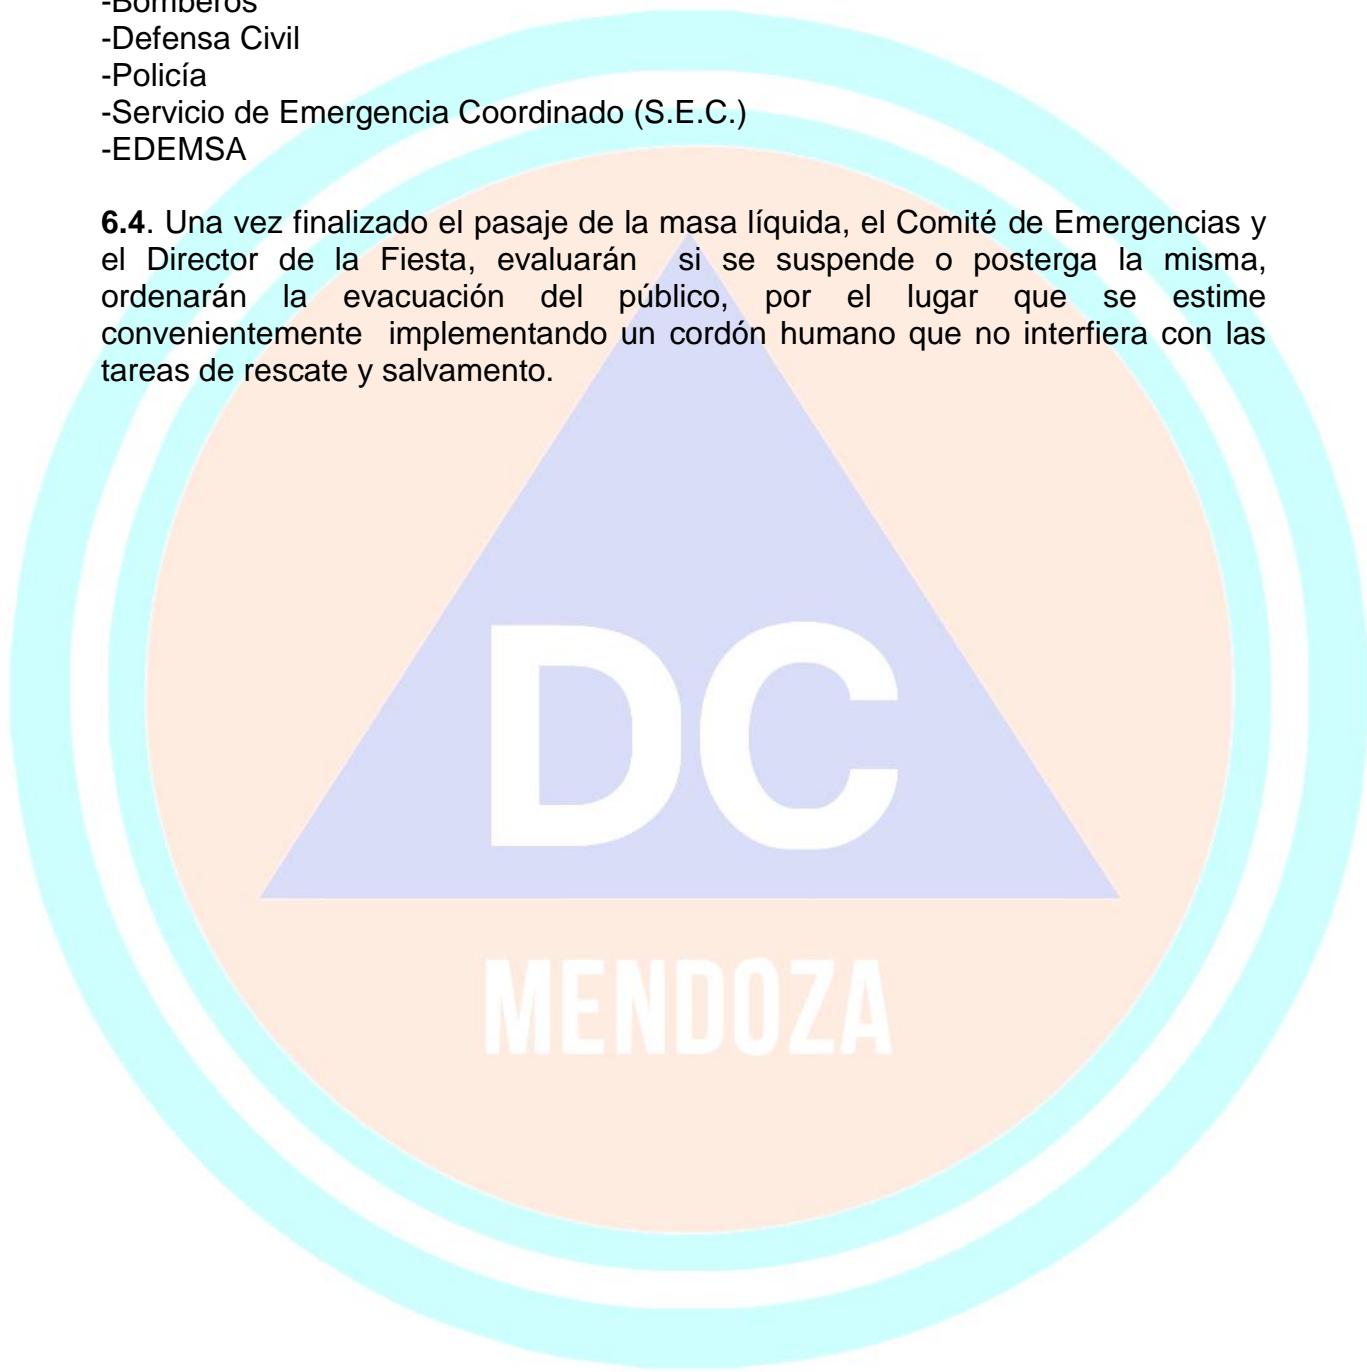 -Bomberos
-Defensa Civil
-Policía
-Servicio de Emergencia Coordinado (S.E.C.)
-EDEMSA
6.4. Una vez finalizado el pasaje de la masa líquida, el Comité de Emergencias y
el Director de la Fiesta, evaluarán si se suspende o posterga la misma,
ordenarán la evacuación del público, por el lugar que se estime
convenientemente implementando un cordón humano que no interfiera con las
tareas de rescate y salvamento.
DC
MENDOZA